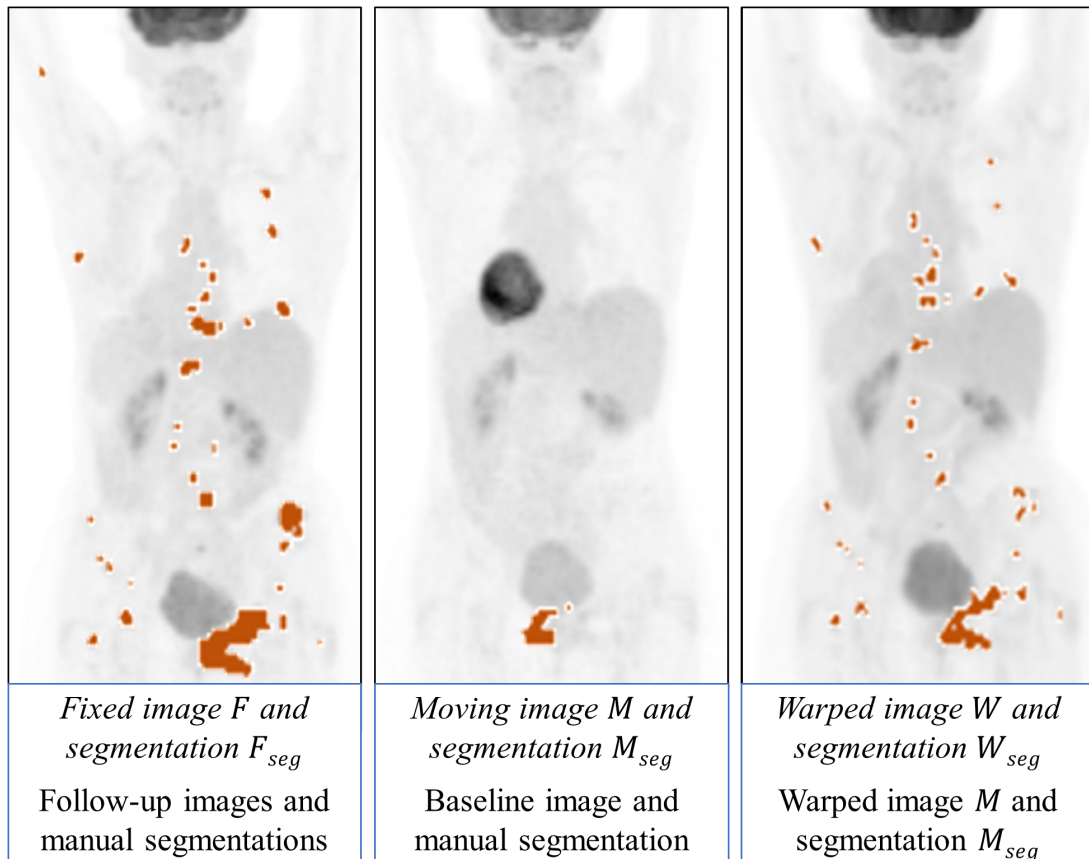 Fixed image F and
segmentation F_seg
Follow-up images and
manual segmentations
Moving image M and
segmentation M_seg
Baseline image and
manual segmentation
Warped image W and
segmentation W_seg
Warped image M and
segmentation M_seg